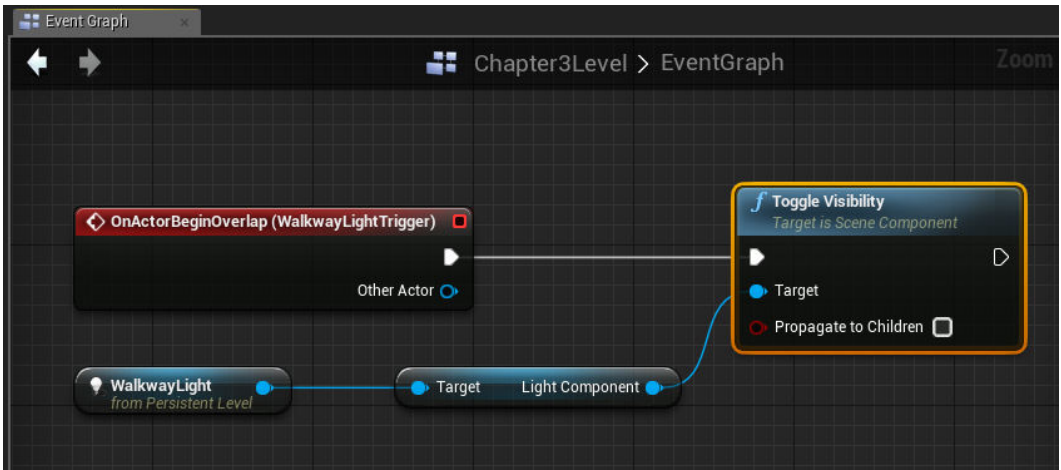 Event Graph
Chapter3Level > EventGraph
Zoom
OnActorBeginOverlap (WalkwayLightTrigger)
Other Actor
f Toggle Visibility
Target is Scene Component
Target
Propagate to Children
WalkwayLight
from Persistent Level
Target Light Component